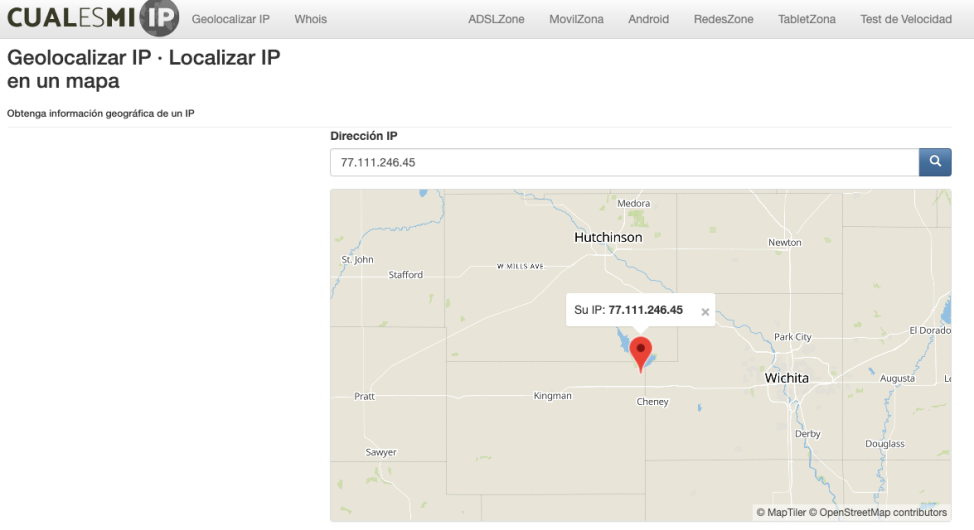 CUALESMI IP
Geolocalizar IP
Whois
ADSLZone
MovilZona
Android
RedesZone
TabletZona
Test de Velocidad
Geolocalizar IP · Localizar IP
en un mapa
Obtenga información geográfica de un IP
Dirección IP
77.111.246.45
Medora
Hutchinson
Newton
St. John
W MILLS AVE
Stafford
Su IP: 77.111.246.45 ×
El Dorado
Park City
Wichita
Augusta
Pratt
Kingman
Cheney
Derby
Douglass
Sawyer
© MapTiler © OpenStreetMap contributors